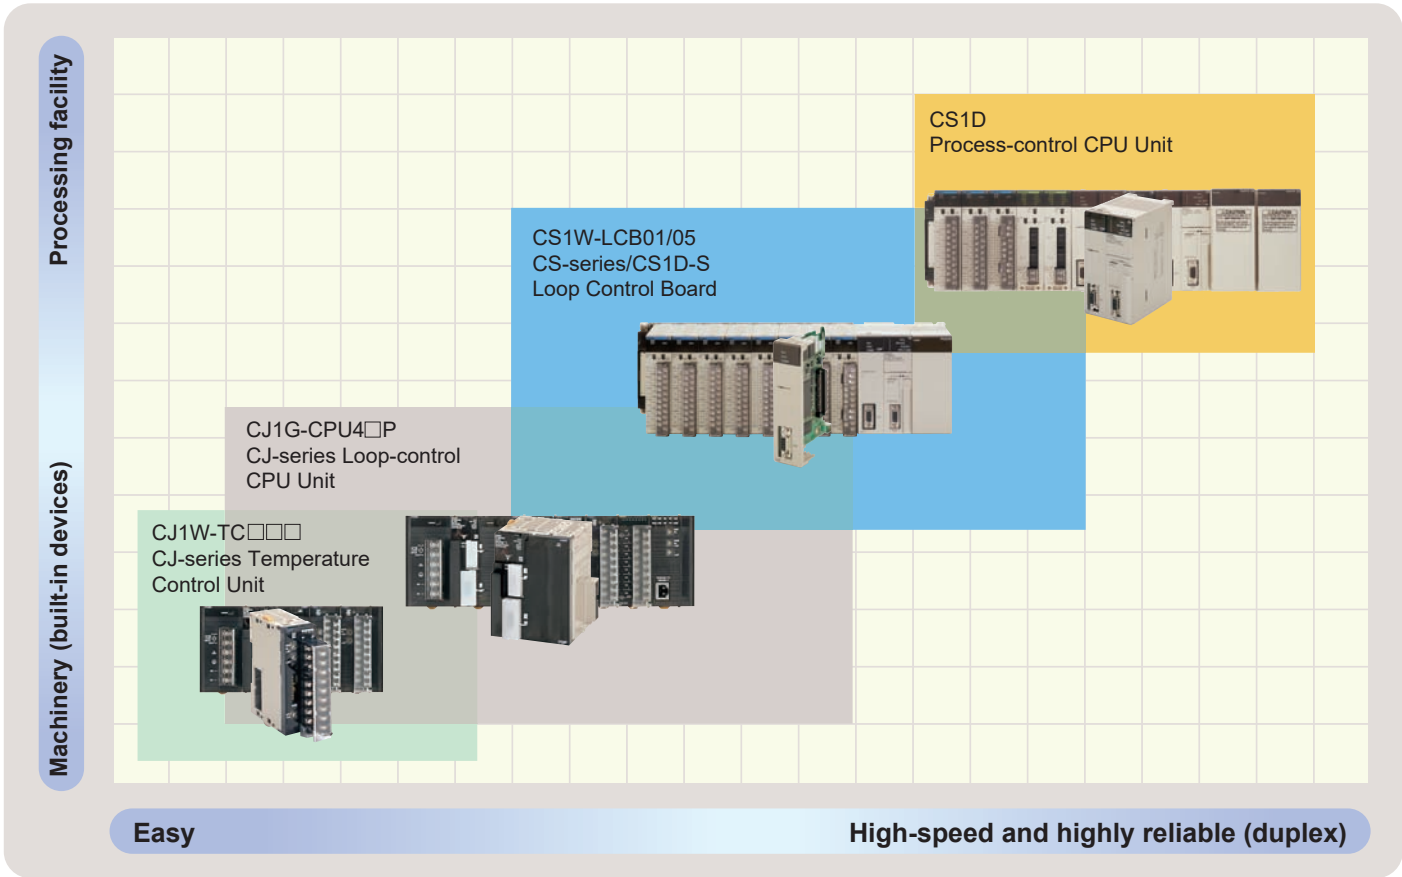 Processing facility
Machinery (built-in devices)
CS1D
Process-control CPU Unit
⚠CAUTION
⚠CAUTION
CS1W-LCB01/05
CS-series/CS1D-S
Loop Control Board
CJ1G-CPU4□P
CJ-series Loop-control
CPU Unit
CJ1W-TC□□□
CJ-series Temperature
Control Unit
Easy
High-speed and highly reliable (duplex)